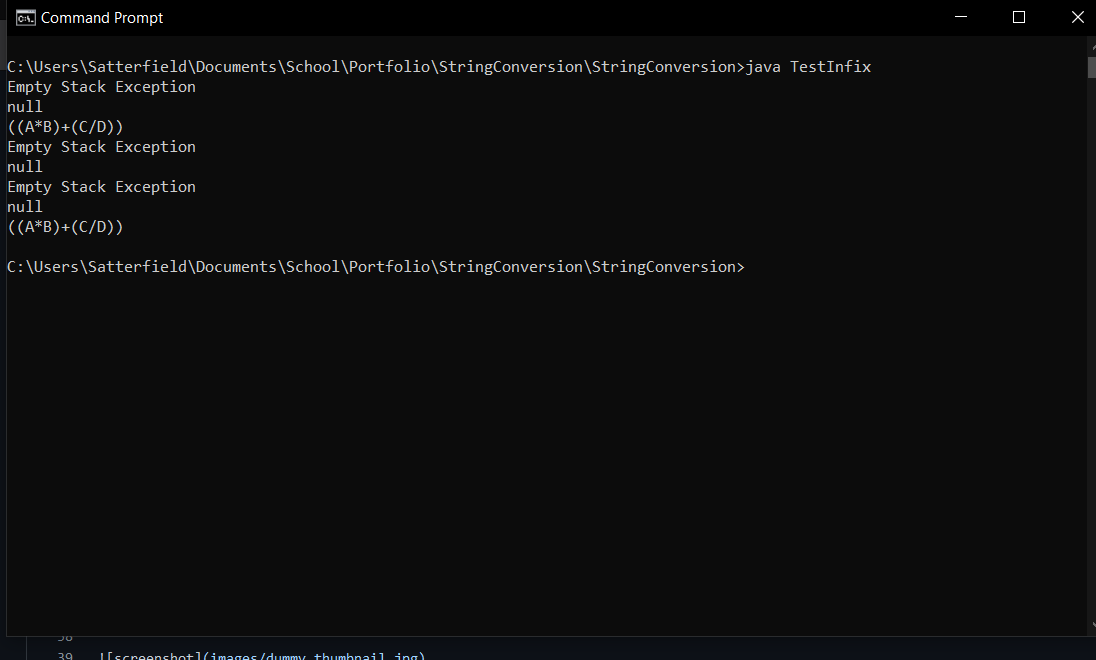 Command Prompt
C:\Users\Satterfield\Documents\School\Portfolio\StringConversion\StringConversion>java TestInfix
Empty Stack Exception
null
((A*B)+(C/D))
Empty Stack Exception
null
Empty Stack Exception
null
((A*B)+(C/D))
C:\Users\Satterfield\Documents\School\Portfolio\StringConversion\StringConversion>
38
39 ![screenshot](images/dummy_thumbnail.jpg)